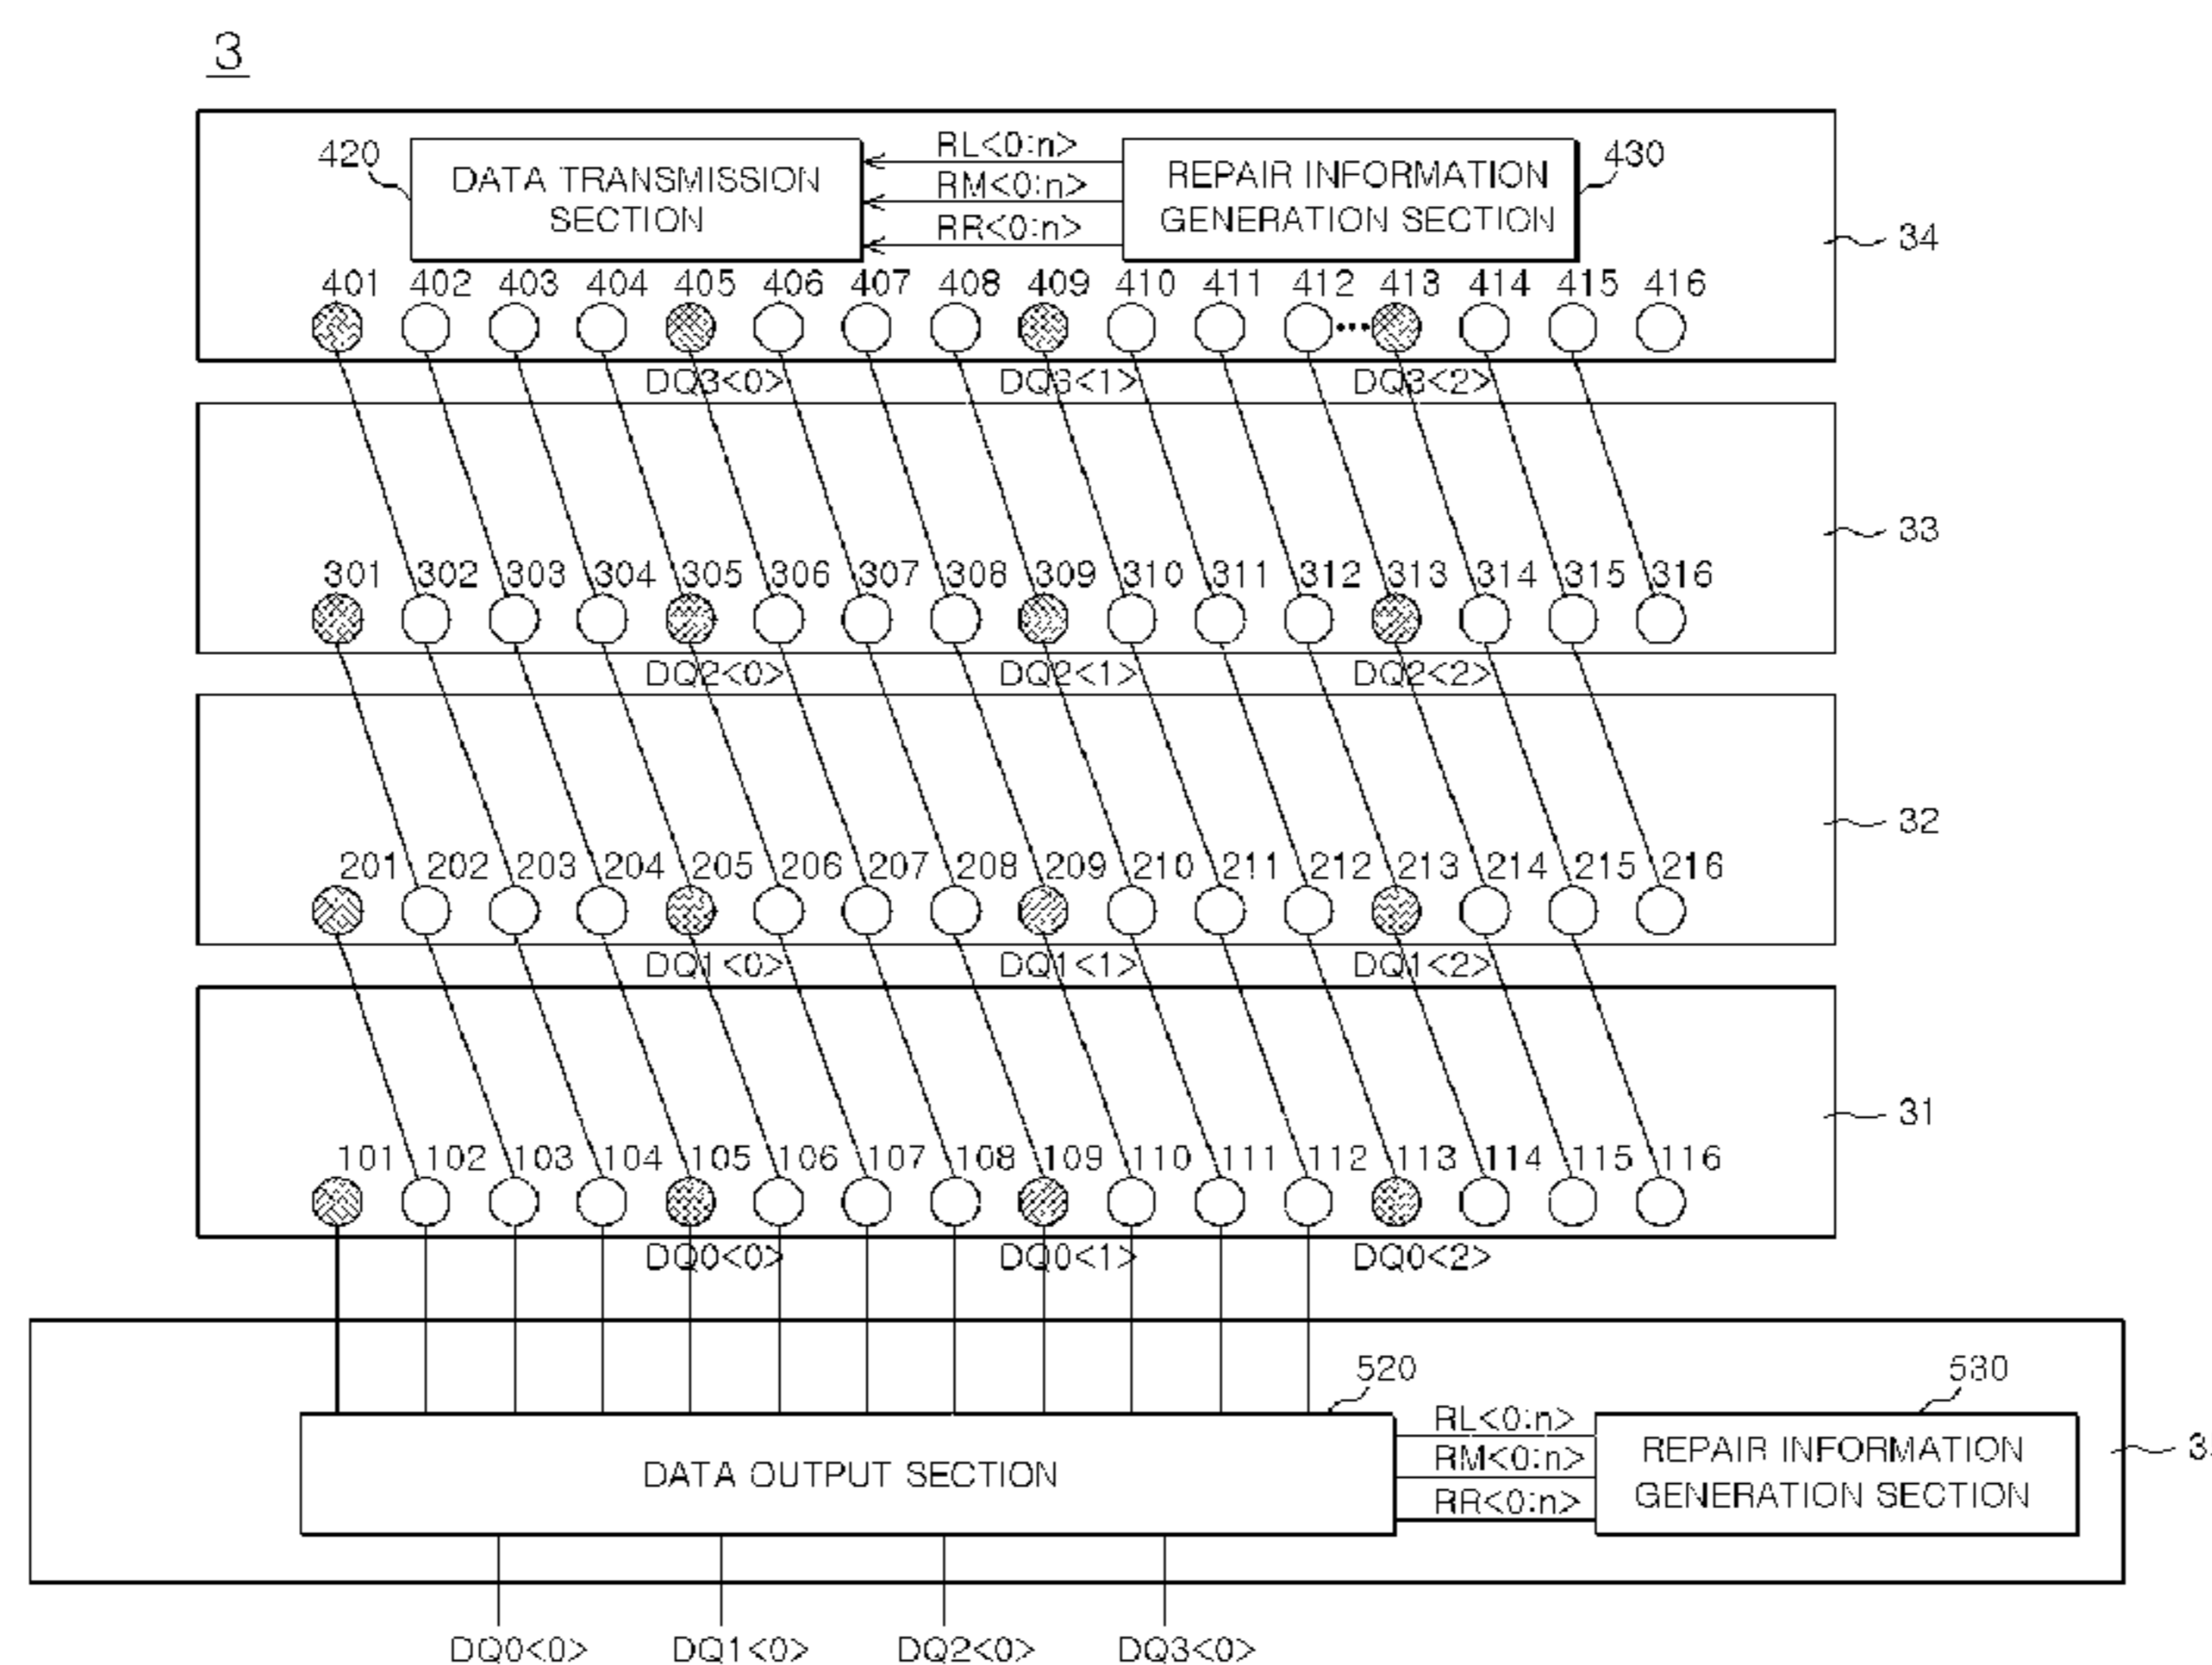 3
420
DATA TRANSMISSION
SECTION
RL<0:n>
RM<0:n>
RR<0:n>
REPAIR INFORMATION
GENERATION SECTION
430
34
401 402 403 404 405 406 407 408 409 410 411 412 413 414 415 416
DQ3<0> DQ3<1> DQ3<2>
33
301 302 303 304 305 306 307 308 309 310 311 312 313 314 315 316
DQ2<0> DQ2<1> DQ2<2>
32
201 202 203 204 205 206 207 208 209 210 211 212 213 214 215 216
DQ1<0> DQ1<1> DQ1<2>
31
101 102 103 104 105 106 107 108 109 110 111 112 113 114 115 116
DQ0<0> DQ0<1> DQ0<2>
520
530
DATA OUTPUT SECTION
RL<0:n>
RM<0:n>
RR<0:n>
REPAIR INFORMATION
GENERATION SECTION
DQ0<0> DQ1<0> DQ2<0> DQ3<0>